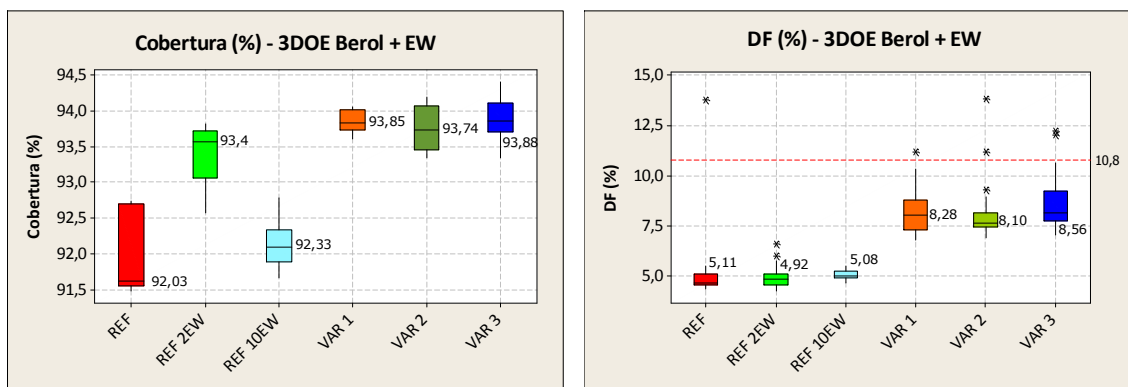 Cobertura (%) - 3DOE Berol + EW
Cobertura (%)
94,5
94,0
93,5
93,0
92,5
92,0
91,5
92,03
93,4
92,33
93,85
93,74
93,88
REF
REF 2EW
REF 10EW
VAR 1
VAR 2
VAR 3
DF (%) - 3DOE Berol + EW
DF (%)
15,0
12,5
10,0
7,5
5,0
10,8
5,11
4,92
5,08
8,28
8,10
8,56
REF
REF 2EW
REF 10EW
VAR 1
VAR 2
VAR 3